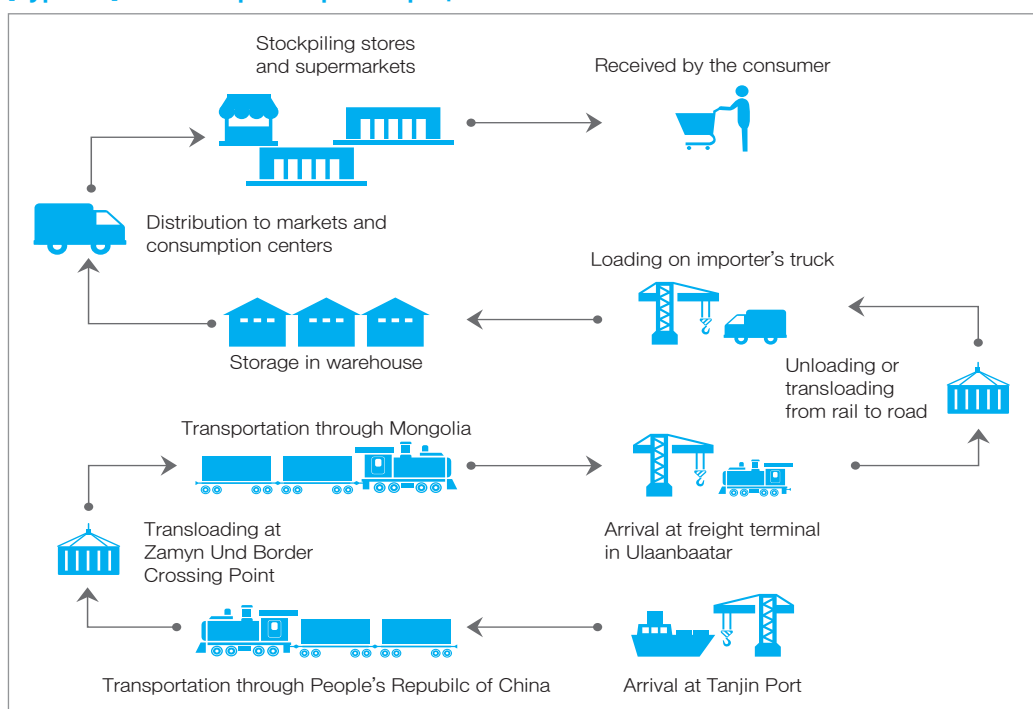 Stockpiling stores
and supermarkets
Received by the consumer
Distribution to markets and
consumption centers
Loading on importer's truck
Storage in warehouse
Unloading or
transloading
from rail to road
Transportation through Mongolia
Transloading at
Zamyn Und Border
Crossing Point
Arrival at freight terminal
in Ulaanbaatar
Transportation through People's Repubilc of China
Arrival at Tanjin Port